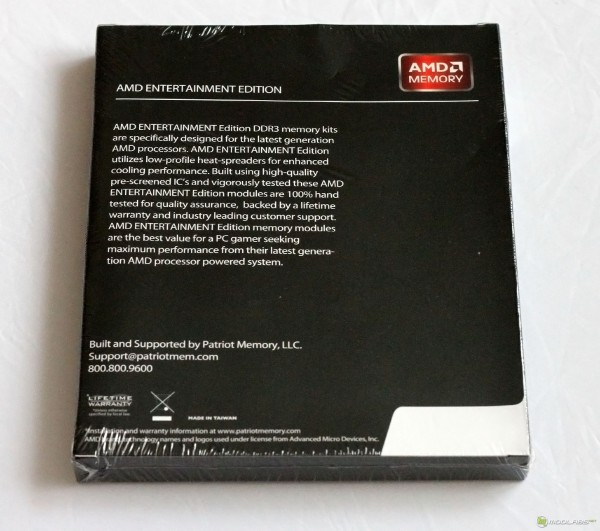 AMD
MEMORY
AMD ENTERTAINMENT EDITION
AMD ENTERTAINMENT Edition DDR3 memory kits
are specifically designed for the latest generation
AMD processors. AMD ENTERTAINMENT Edition
utilizes low-profile heat-spreaders for enhanced
cooling performance. Built using high-quality
pre-screened IC's and vigorously tested these AMD
ENTERTAINMENT Edition modules are 100% hand
tested for quality assurance, backed by a lifetime
warranty and industry leading customer support.
AMD ENTERTAINMENT Edition memory modules
are the best value for a PC gamer seeking
maximum performance from their latest genera-
tion AMD processor powered system.
Built and Supported by Patriot Memory, LLC.
Support@patriotmem.com
800.800.9600
LIFETIME
WARRANTY
MADE IN TAIWAN
*Installation and warranty information at www.patriotmemory.com
AMD technology names and logos used under license from Advanced Micro Devices, Inc.
MODLABS